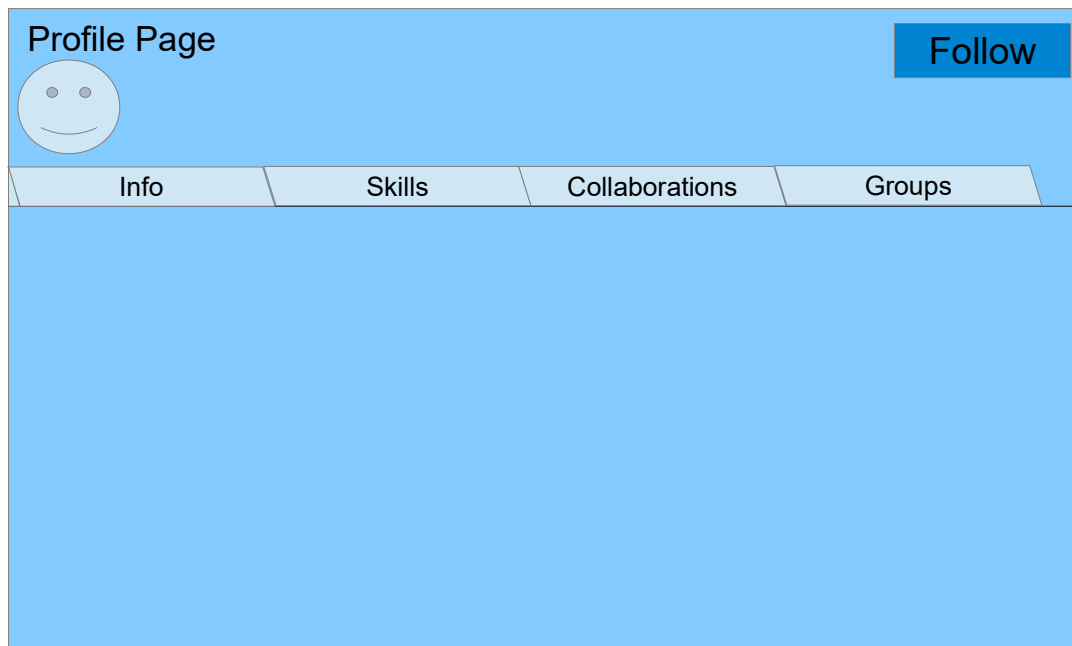 Profile Page
Follow
Info
Skills
Collaborations
Groups